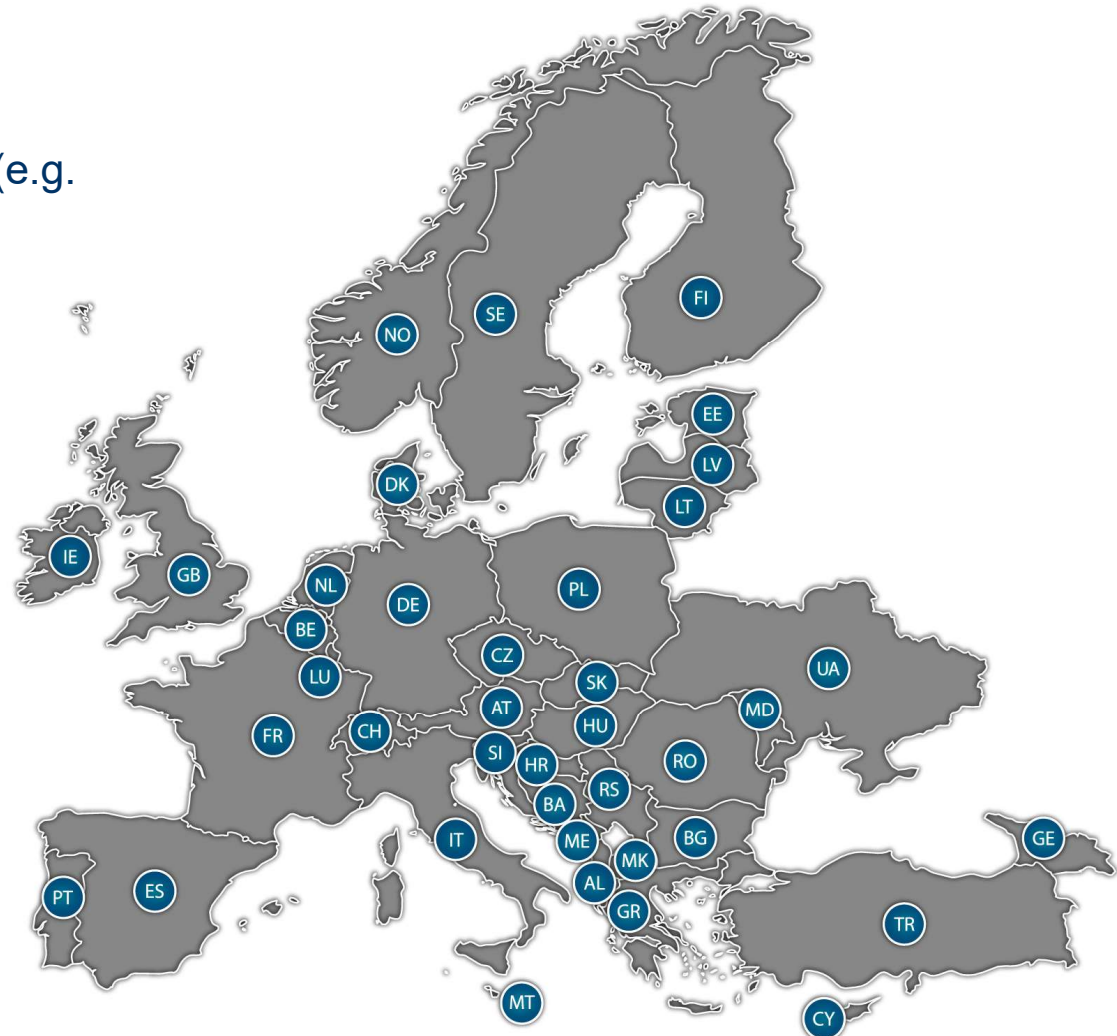 (e.g.
FI
SE
NO
EE
LV
DK
LT
IE
GB
NL
PL
DE
BE
CZ
UA
LU
SK
AT
MD
HU
CH
FR
SI
RO
HR
RS
BA
BG
IT
ME
GE
MK
AL
ES
PT
GR
TR
MT
CY